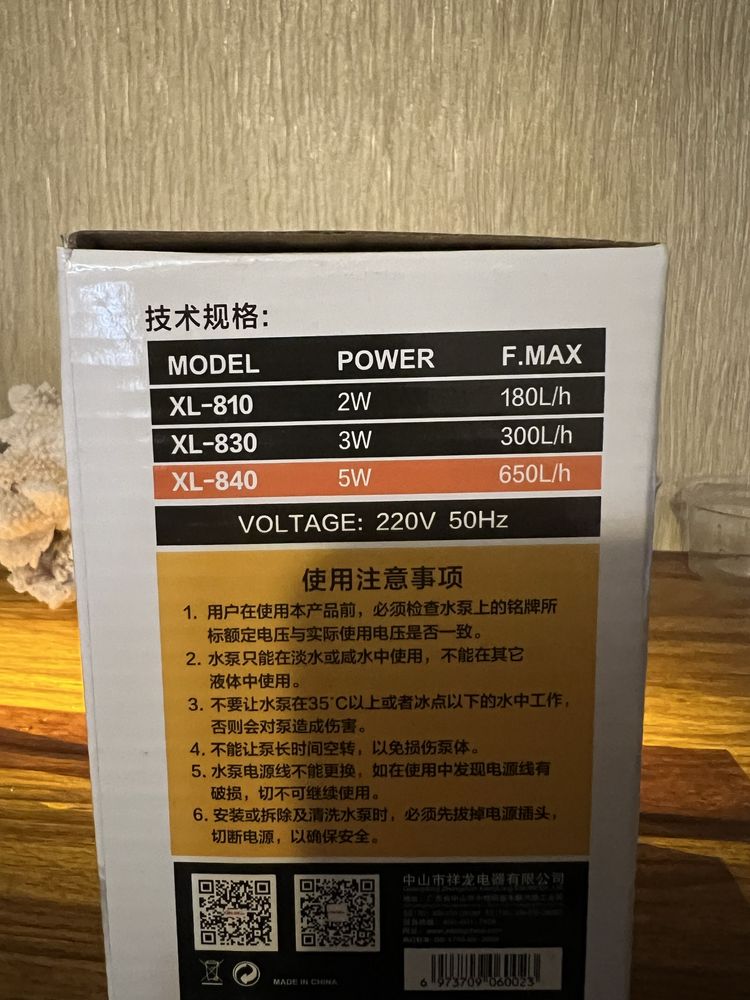 技术规格:
MODEL POWER F.MAX
XL-810 2W 180L/h
XL-830 3W 300L/h
XL-840 5W 650L/h
VOLTAGE: 220V 50Hz
使用注意事项
1. 用户在使用本产品前，必须检查水泵上的铭牌所
标额定电压与实际使用电压是否一致。
2. 水泵只能在淡水或咸水中使用，不能在其它
液体中使用。
3. 不要让水泵在35°C以上或者冰点以下的水中工作，
否则会对泵造成伤害。
4. 不能让泵长时间空转，以免损伤泵体。
5. 水泵电源线不能更换，如在使用中发现电源线有
破损，切不可继续使用。
6. 安装或拆除及清洗水泵时，必须先拔掉电源插头，
切断电源，以确保安全。
中山市祥龙电器有限公司
MADE IN CHINA
6 973709 060023